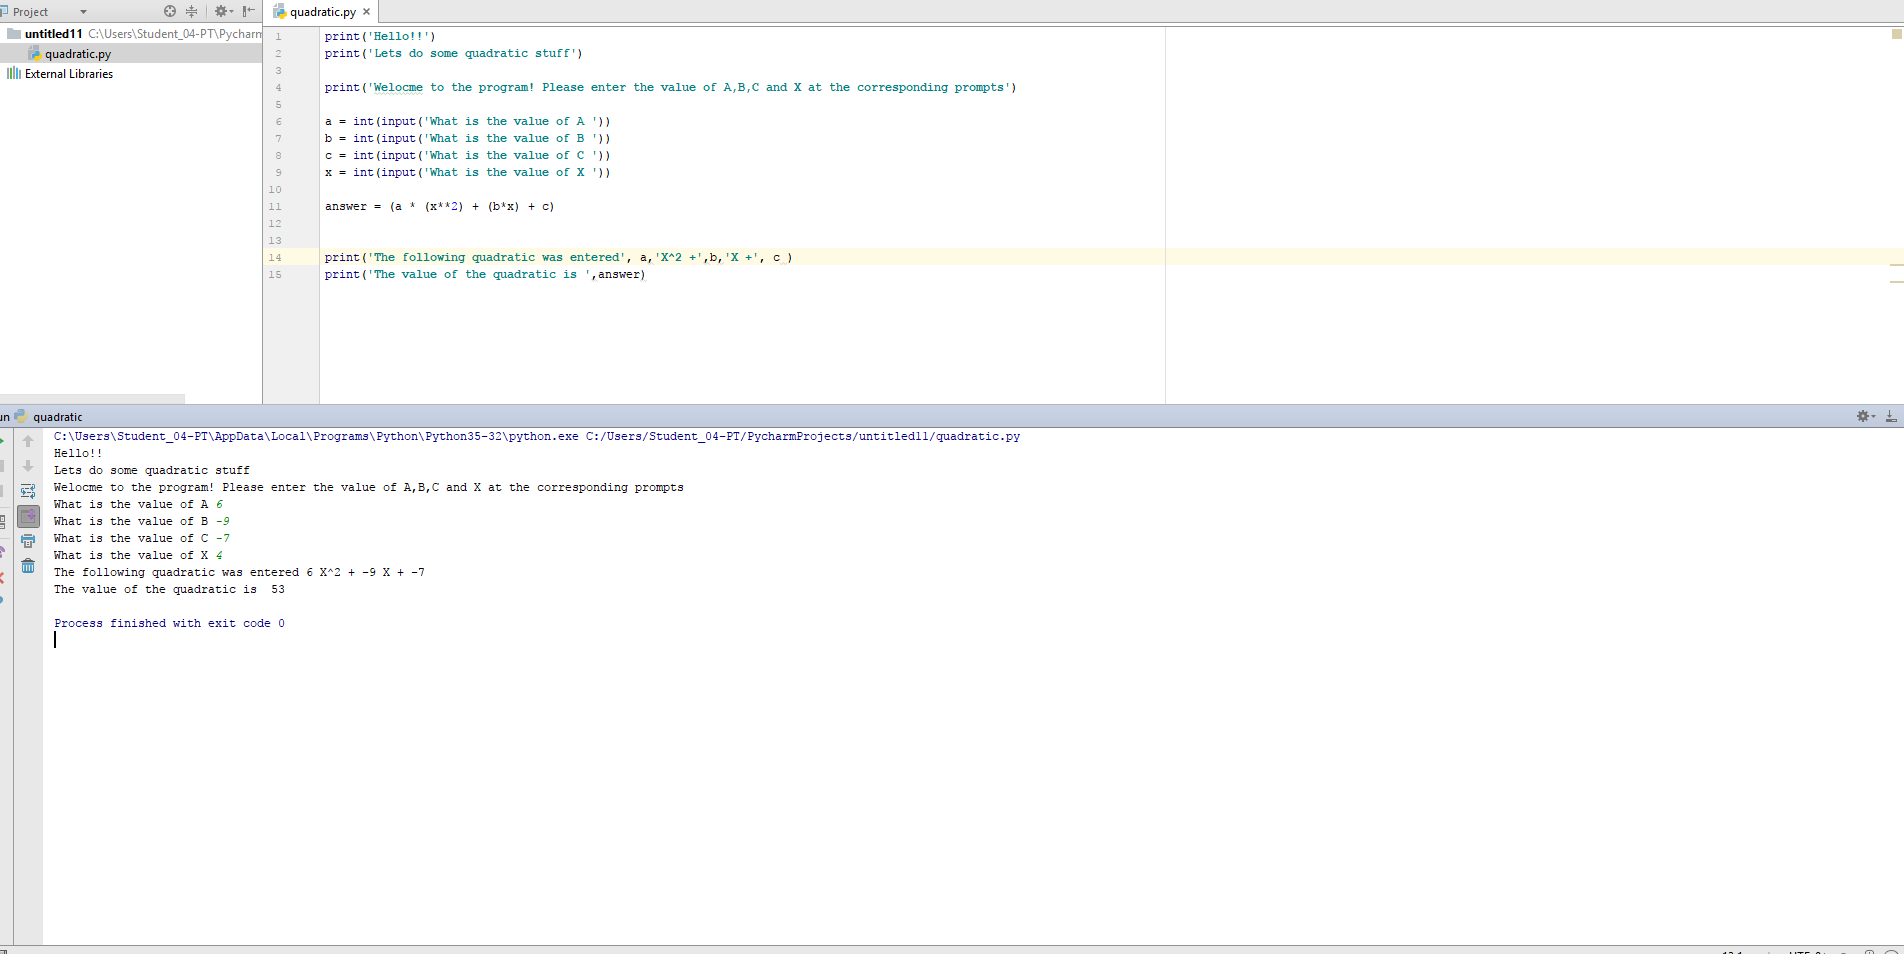 Project
quadratic.py
untitled11 C:\Users\Student_04-PT\Pycharm
quadratic.py
External Libraries
1 print('Hello!!')
2 print('Lets do some quadratic stuff')
3
4 print('Welocme to the program! Please enter the value of A,B,C and X at the corresponding prompts')
5
6 a = int(input('What is the value of A '))
7 b = int(input('What is the value of B '))
8 c = int(input('What is the value of C '))
9 x = int(input('What is the value of X '))
10
11 answer = (a * (x**2) + (b*x) + c)
12
13
14 print('The following quadratic was entered', a,'X^2 +',b,'X +', c )
15 print('The value of the quadratic is ',answer)
un quadratic
C:\Users\Student_04-PT\AppData\Local\Programs\Python\Python35-32\python.exe C:/Users/Student_04-PT/PycharmProjects/untitled11/quadratic.py
Hello!!
Lets do some quadratic stuff
Welocme to the program! Please enter the value of A,B,C and X at the corresponding prompts
What is the value of A 6
What is the value of B -9
What is the value of C -7
What is the value of X 4
The following quadratic was entered 6 X^2 + -9 X + -7
The value of the quadratic is  53
Process finished with exit code 0